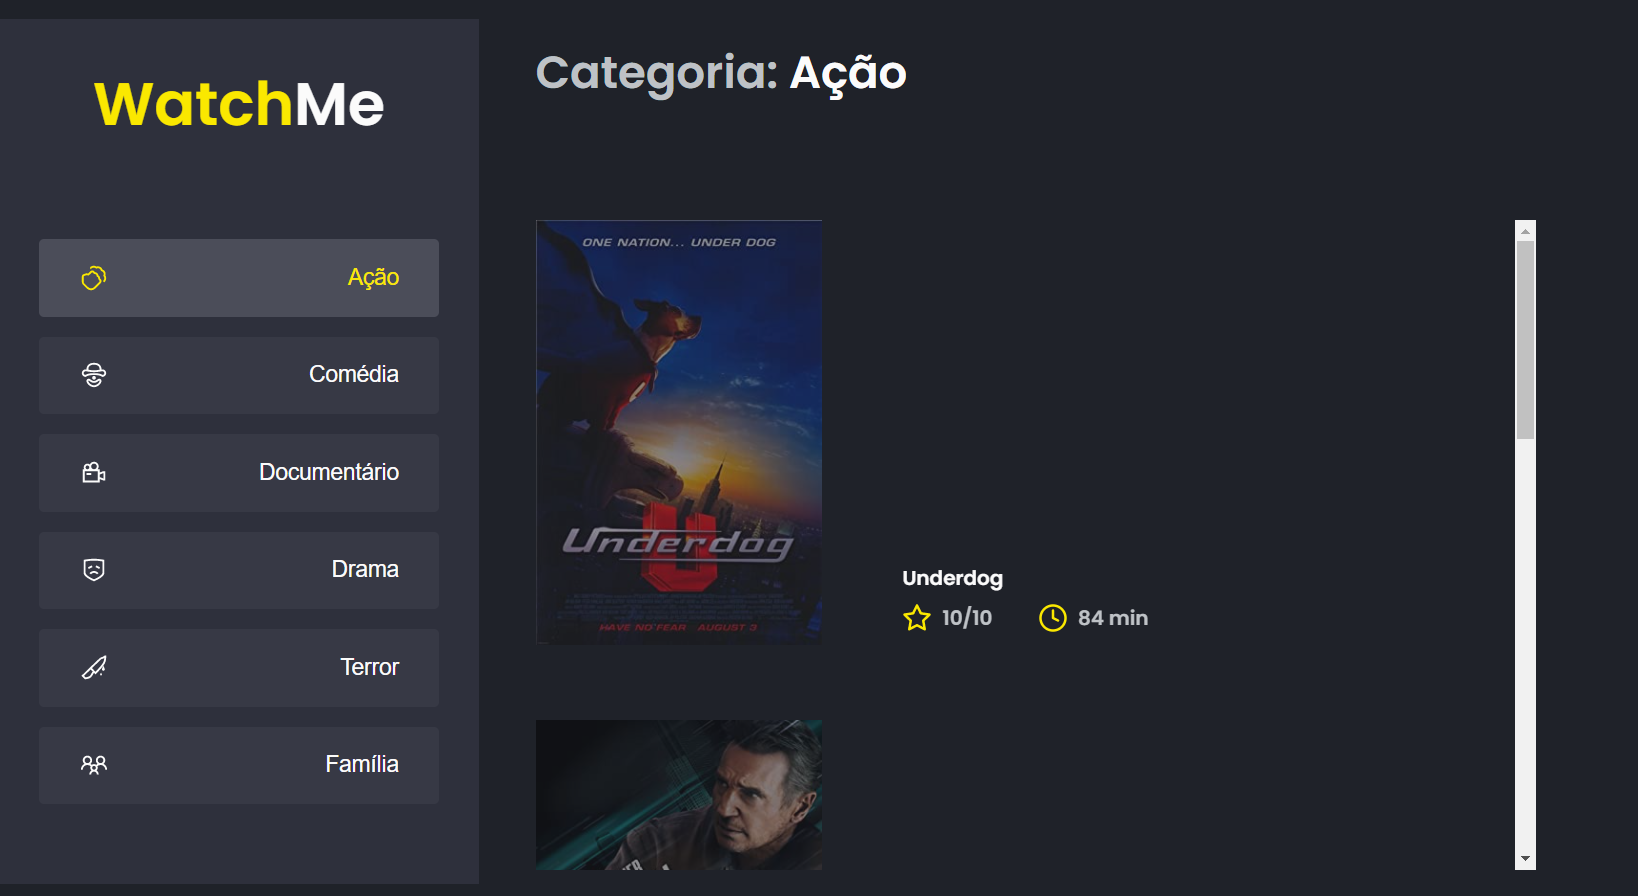 WatchMe
Ação
Comédia
Documentário
Drama
Terror
Família
Categoria: Ação
ONE NATION... UNDER DOG
U
Underdog
HAVE NO FEAR AUGUST 3
Underdog
10/10
84 min